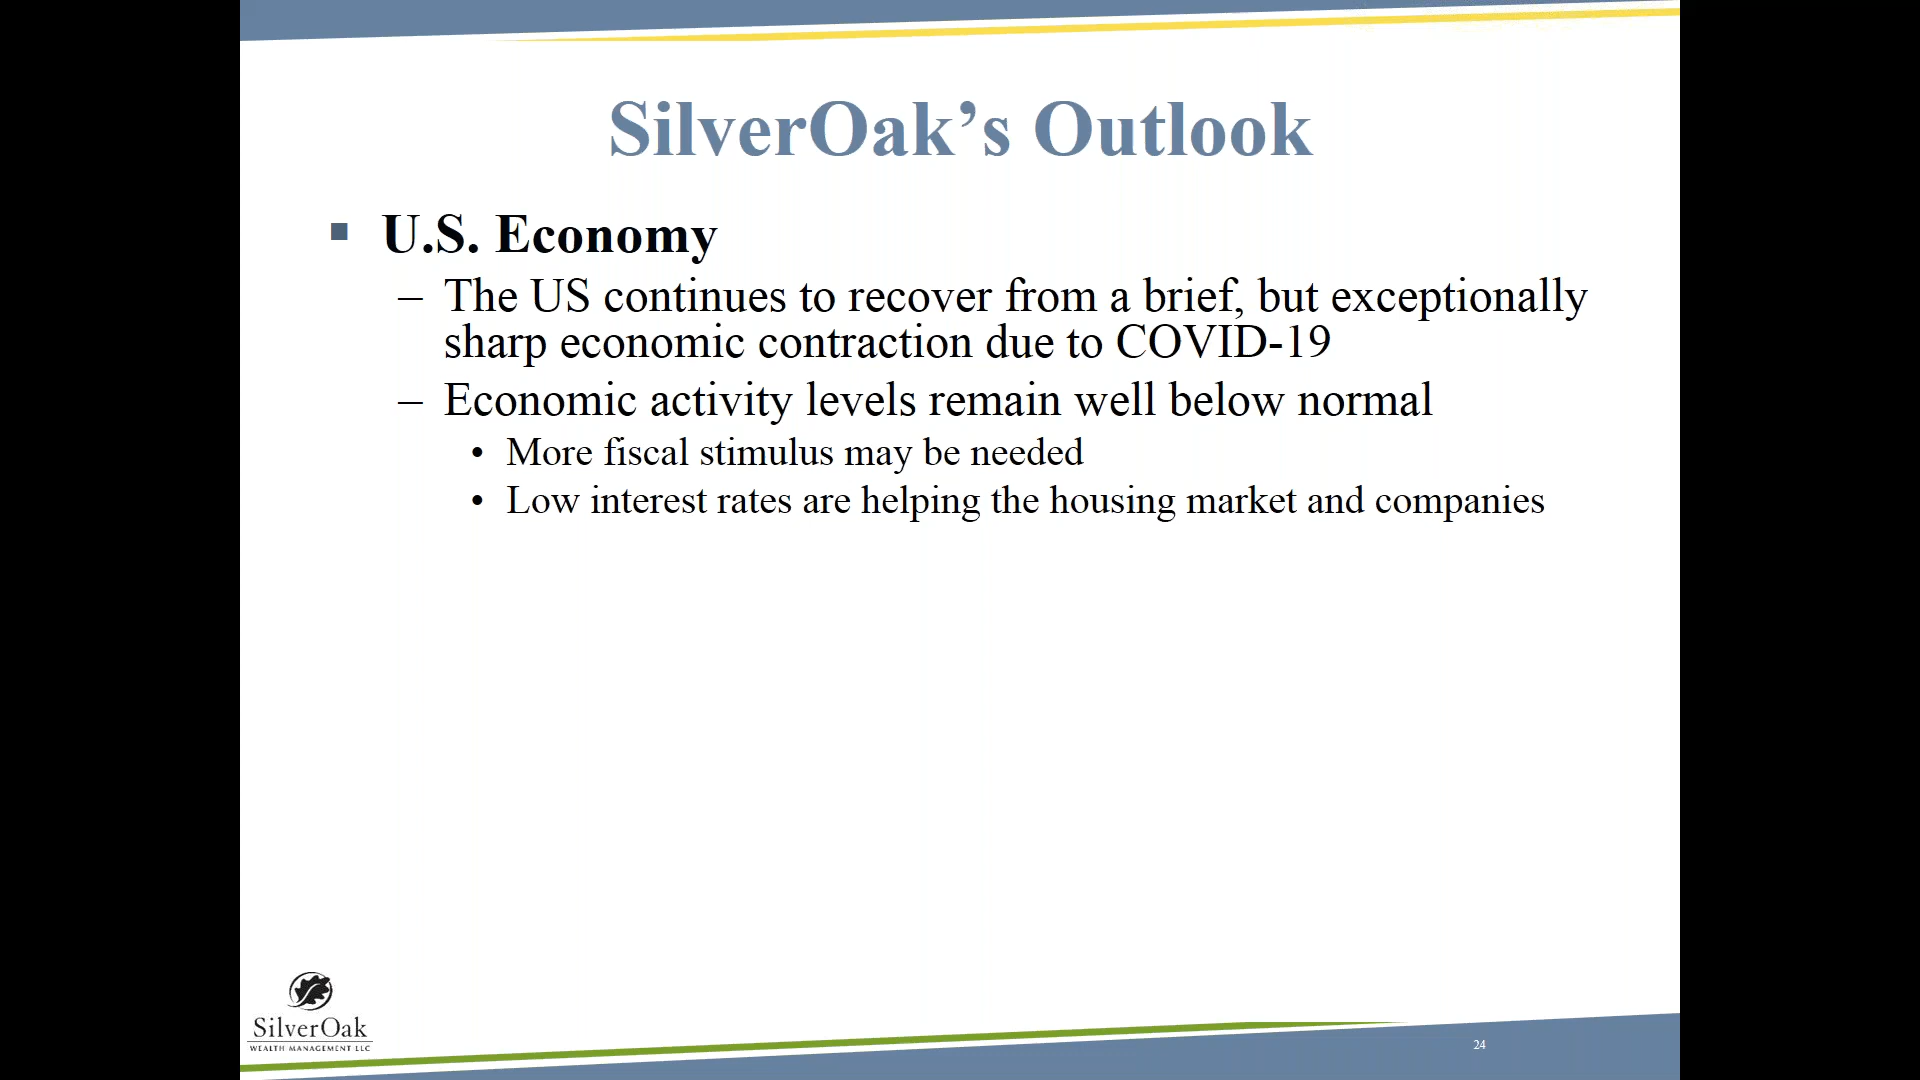 SilverOak’s Outlook
▪ U.S. Economy
– The US continues to recover from a brief, but exceptionally
sharp economic contraction due to COVID-19
– Economic activity levels remain well below normal
• More fiscal stimulus may be needed
• Low interest rates are helping the housing market and companies
SilverOak
WEALTH MANAGEMENT LLC
24